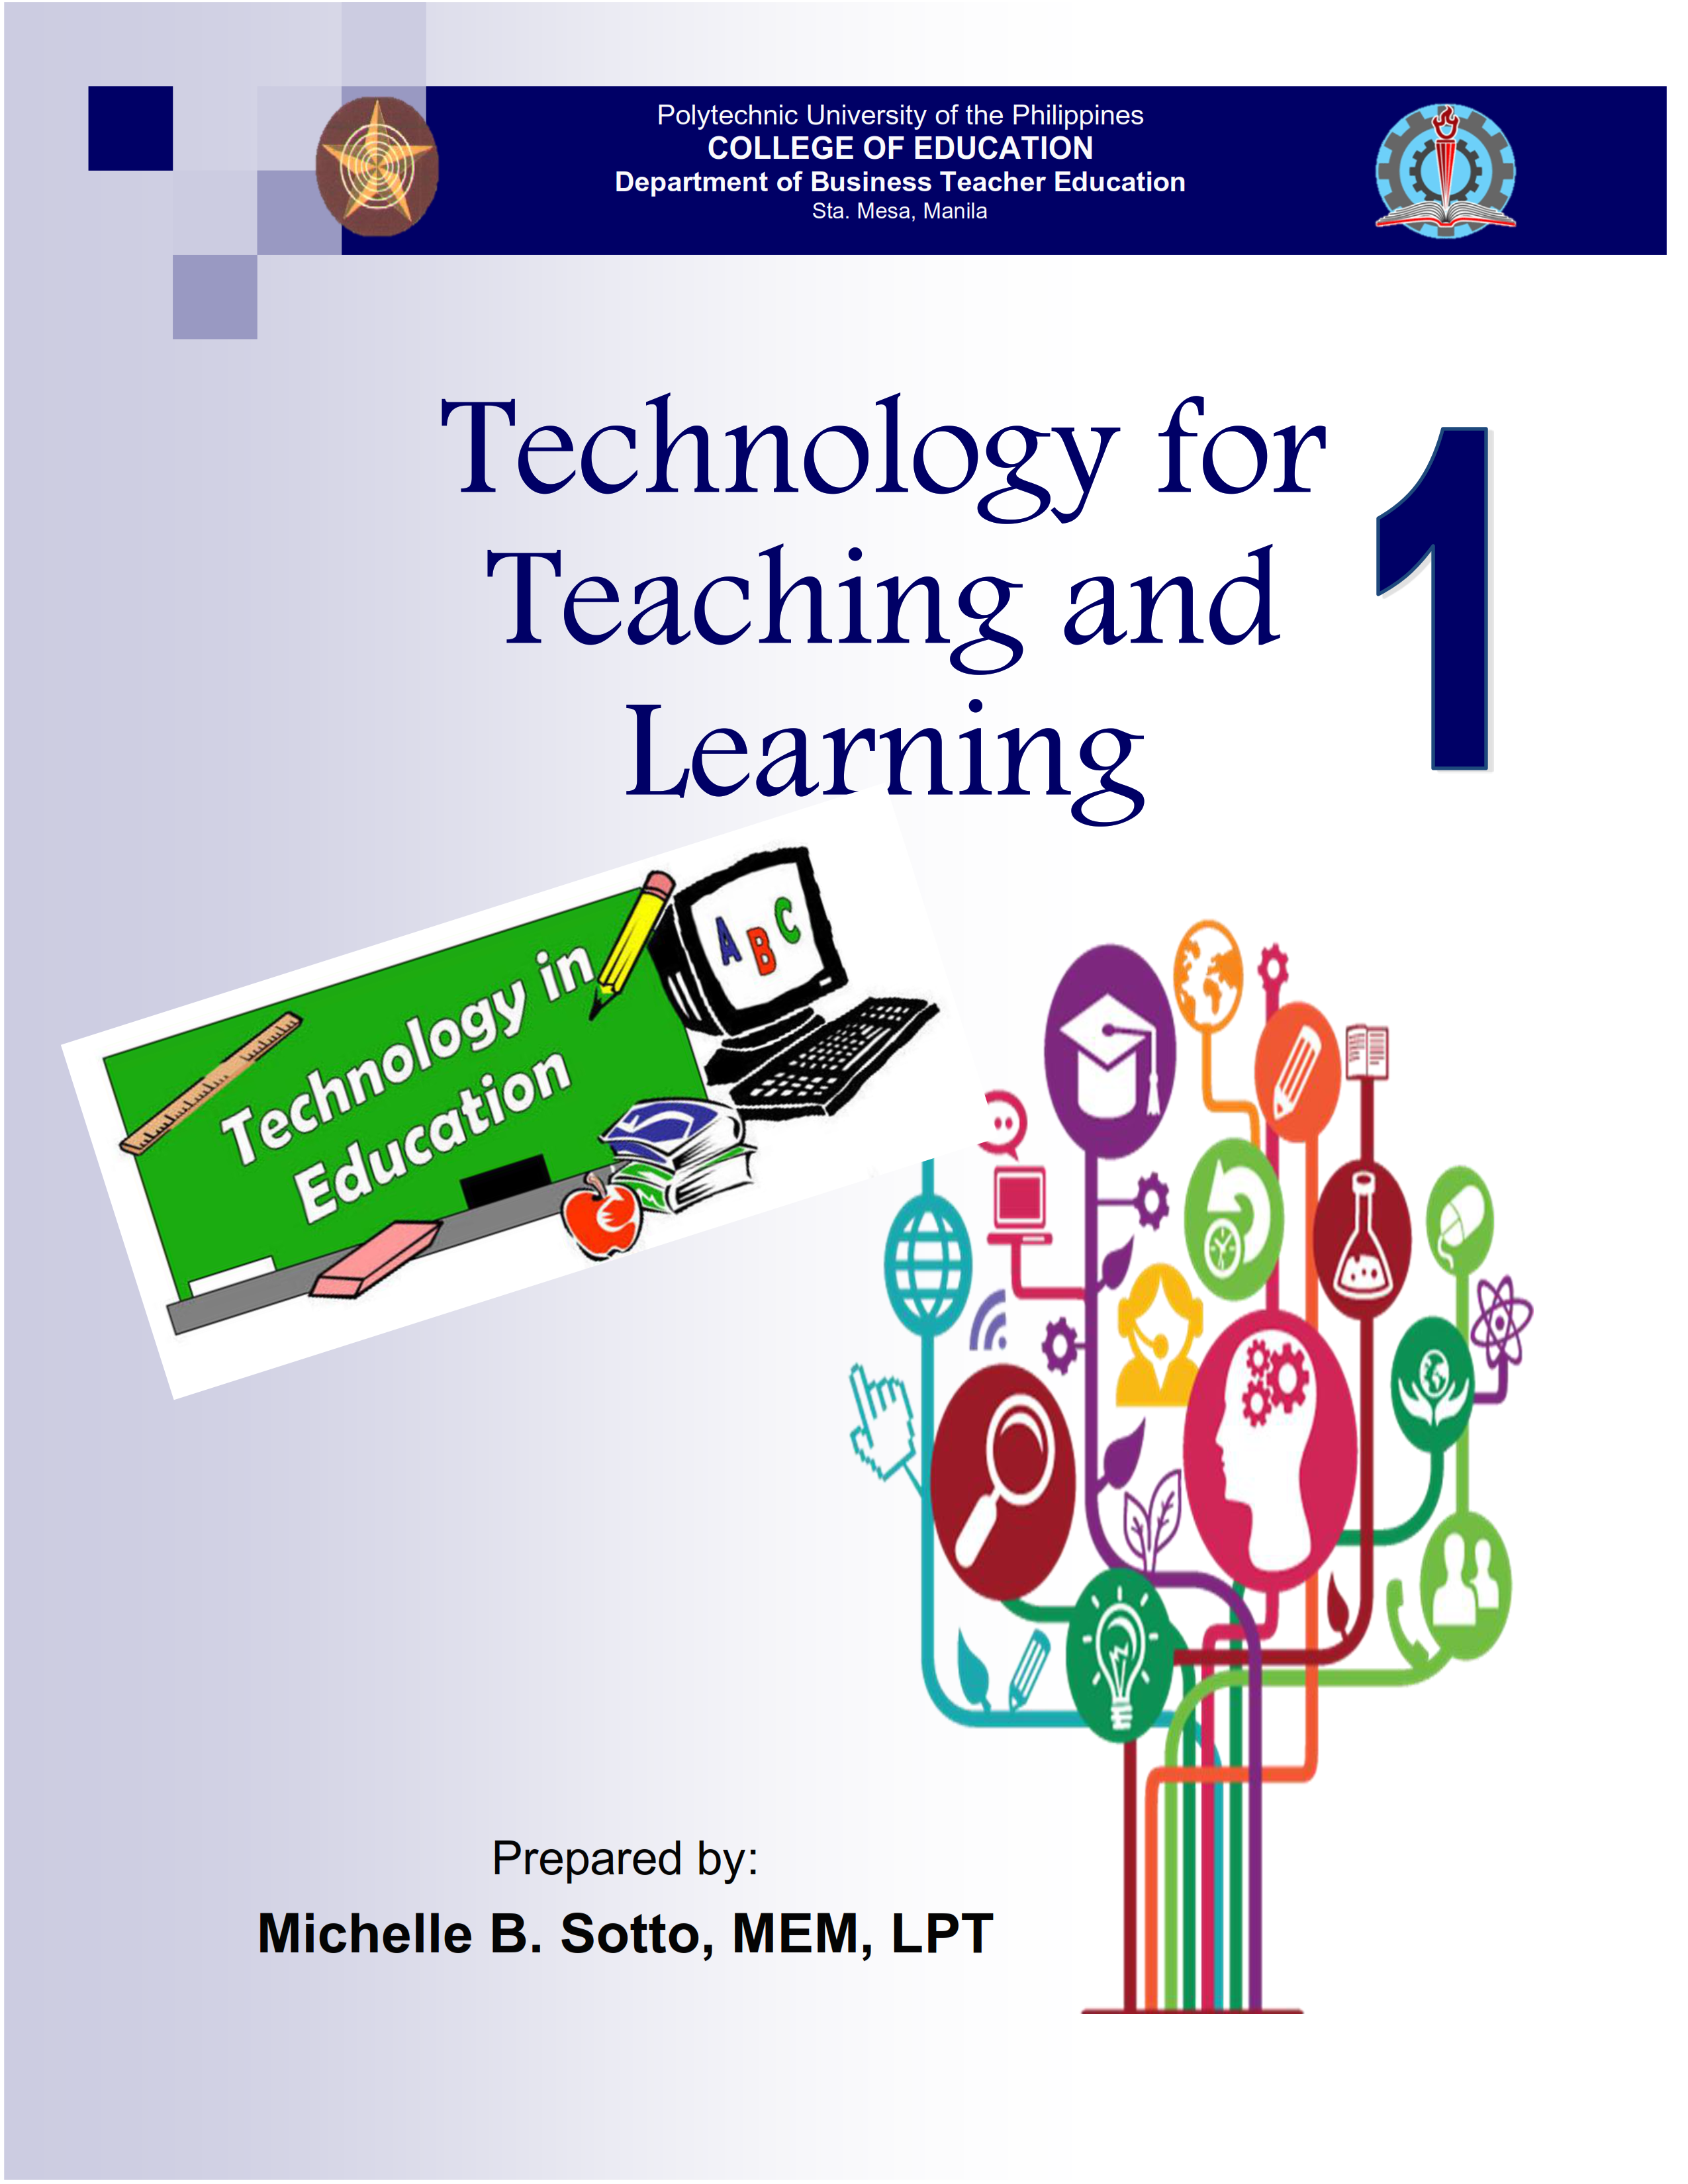 Polytechnic University of the Philippines
COLLEGE OF EDUCATION
Department of Business Teacher Education
Sta. Mesa, Manila
Technology for
Teaching and
Learning
1
A B C
Technology in
Education
Prepared by:
Michelle B. Sotto, MEM, LPT